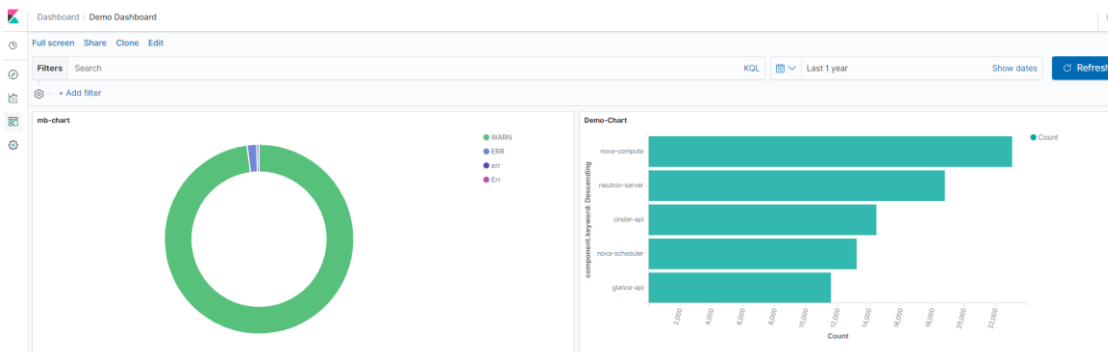 Dashboard / Demo Dashboard
Full screen Share Clone Edit
Filters Search KQL Last 1 year Show dates Refresh
+ Add filter
mb-chart
WARN
ERR
err
Err
Demo-Chart
Count
component.keyword: Descending
nova-compute
neutron-server
cinder-api
nova-scheduler
glance-api
2,000 4,000 6,000 8,000 10,000 12,000 14,000 16,000 18,000 20,000 22,000
Count